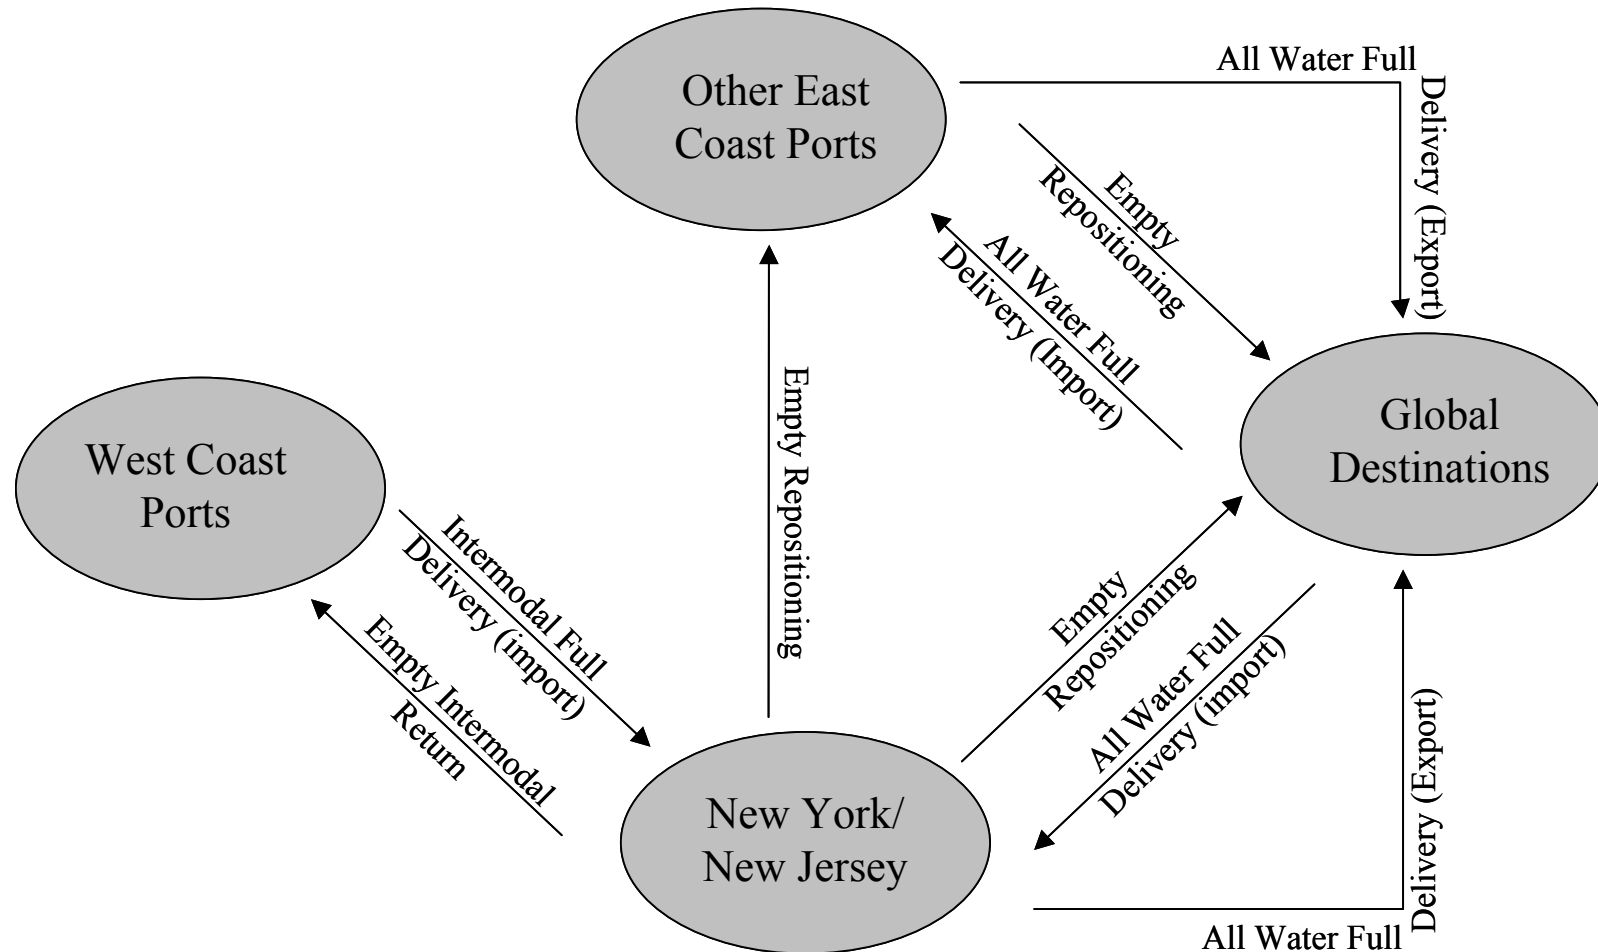 All Water Full
Delivery (Export)
Other East
Coast Ports
Empty
Repositioning
All Water Full
Delivery (Import)
Global
Destinations
West Coast
Ports
Empty Repositioning
Intermodal Full
Delivery (import)
Empty Intermodal
Return
Empty
Repositioning
All Water Full
Delivery (import)
New York/
New Jersey
Delivery (Export)
All Water Full